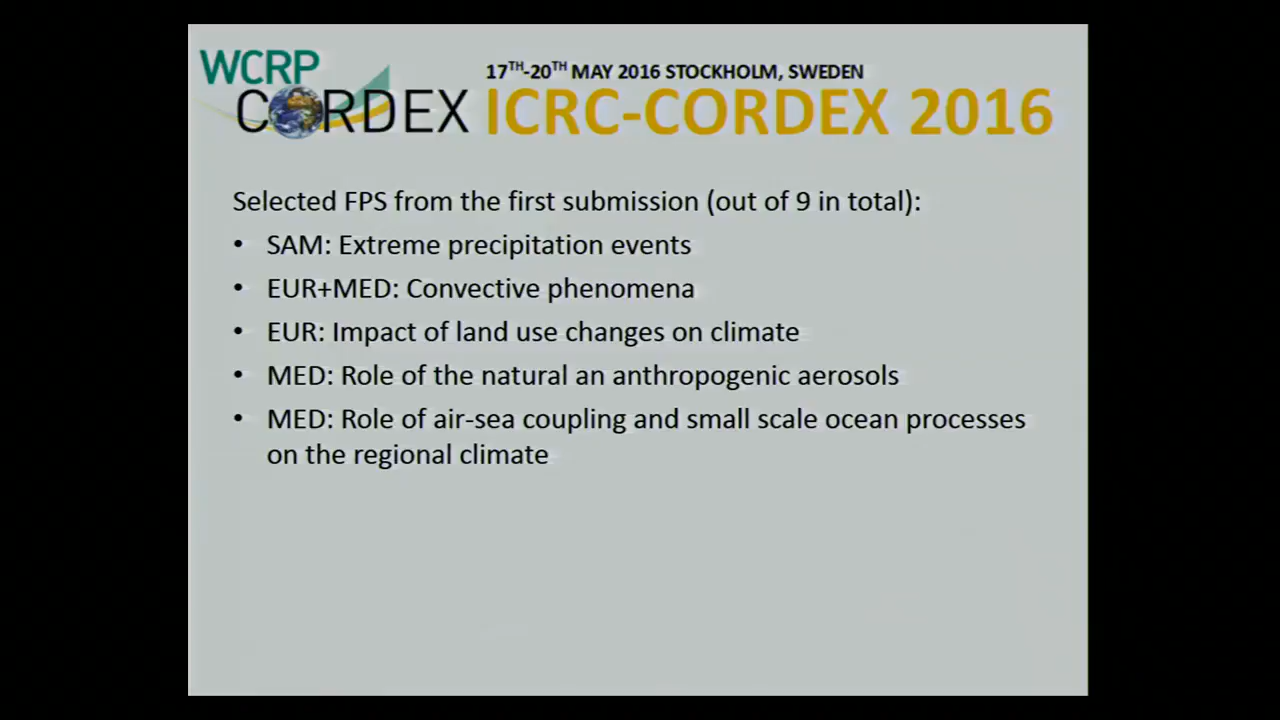 WCRP
CORDEX
17TH-20TH MAY 2016 STOCKHOLM, SWEDEN
ICRC-CORDEX 2016
Selected FPS from the first submission (out of 9 in total):
• SAM: Extreme precipitation events
• EUR+MED: Convective phenomena
• EUR: Impact of land use changes on climate
• MED: Role of the natural an anthropogenic aerosols
• MED: Role of air-sea coupling and small scale ocean processes
on the regional climate